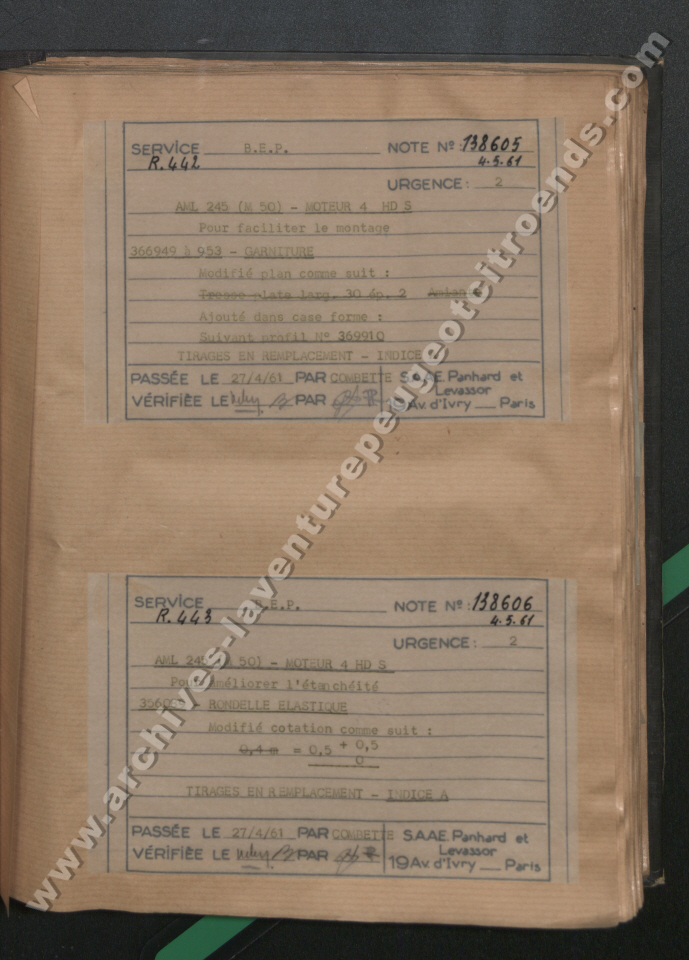 SERVICE B.E.P. NOTE Nº: 138605
R.442 4.5.61
URGENCE: 2
AML 245 (M 50) - MOTEUR 4 HD S
Pour faciliter le montage
366949 à 953 - GARNITURE
Modifié plan comme suit :
Tresse plate larg. 30 ép. 2
Ajouté dans case forme :
Suivant profil N° 369910
TIRAGES EN REMPLACEMENT - INDICE
PASSÉE LE 27/4/61 PAR COMBETTE S.A.A.E. Panhard et
Levassor
VÉRIFIÉE LE PAR 19 Av. d'Ivry __ Paris
SERVICE B.E.P. NOTE Nº: 138606
R.443 4.5.61
URGENCE: 2
AML 245 (M 50) - MOTEUR 4 HD S
Pour améliorer l'étanchéité
RONDELLE ELASTIQUE
Modifié cotation comme suit :
0,4 m = 0,5 + 0,5
0
TIRAGES EN REMPLACEMENT - INDICE A
PASSÉE LE 27/4/61 PAR COMBETTE S.A.A.E. Panhard et
Levassor
VÉRIFIÉE LE PAR 19 Av. d'Ivry __ Paris
www.archives-laventurepeugeotcitroends.com